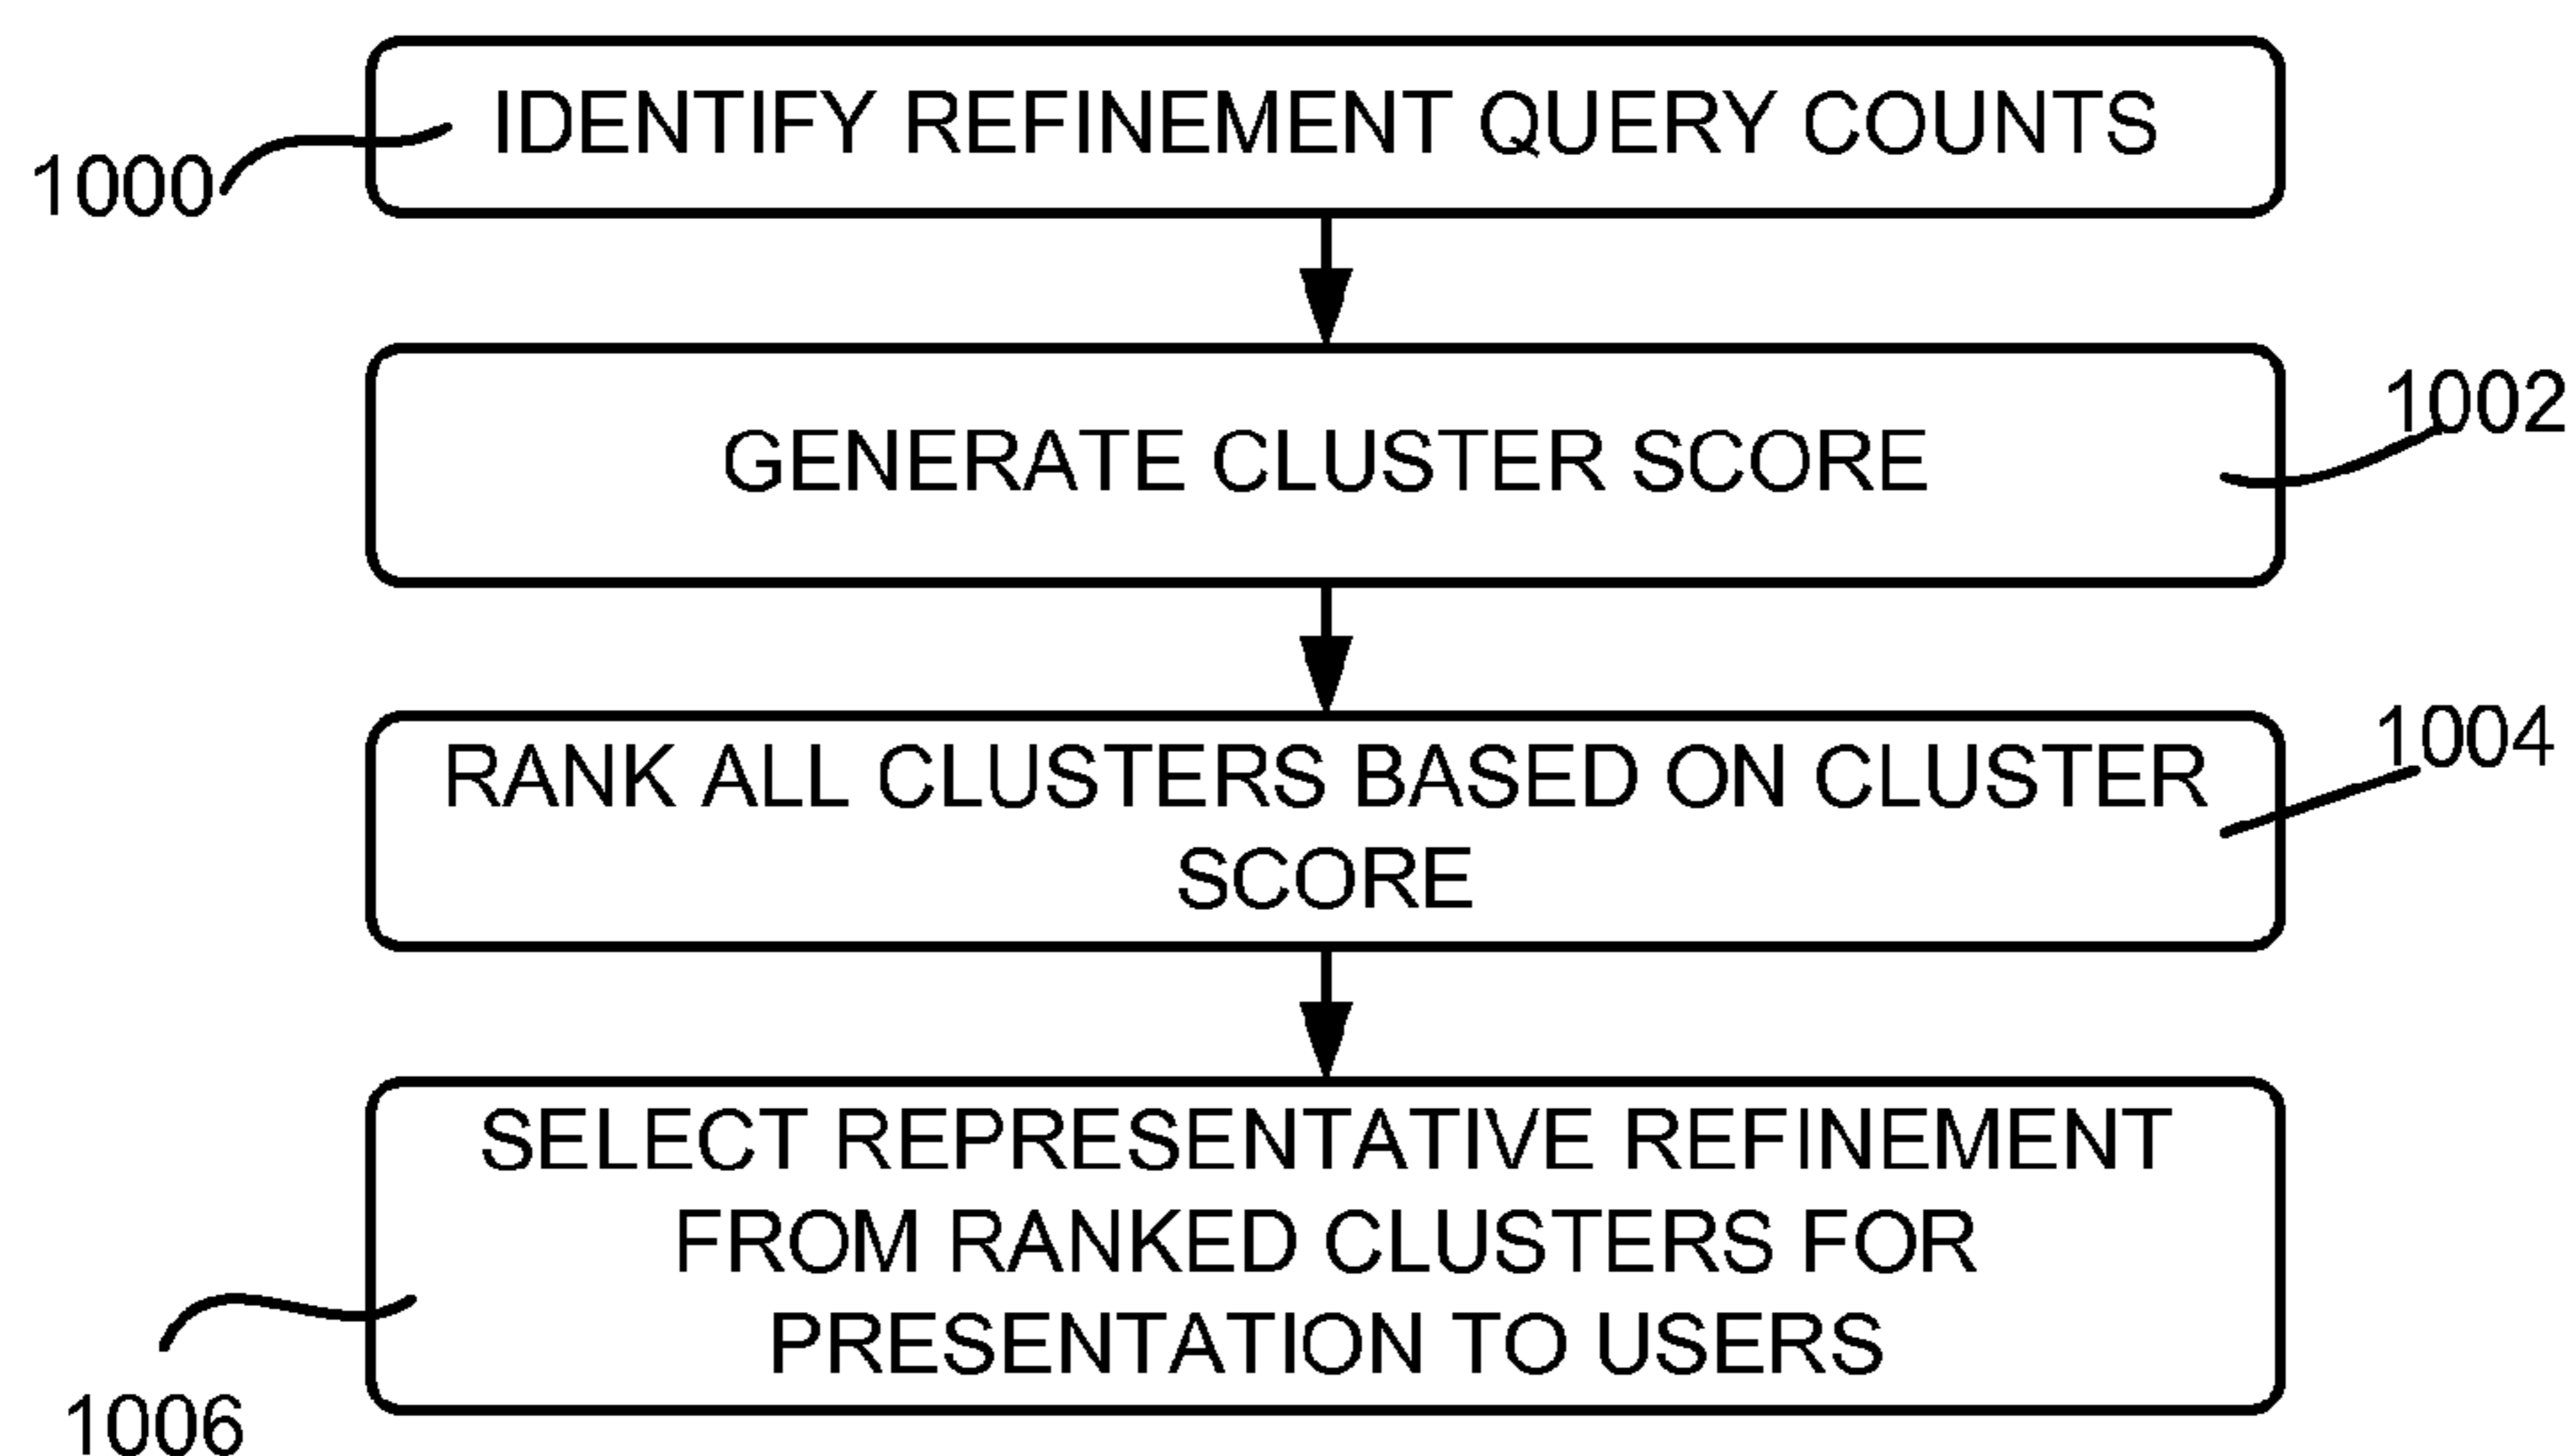 IDENTIFY REFINEMENT QUERY COUNTS
1000
GENERATE CLUSTER SCORE
1002
RANK ALL CLUSTERS BASED ON CLUSTER
SCORE
1004
SELECT REPRESENTATIVE REFINEMENT
FROM RANKED CLUSTERS FOR
PRESENTATION TO USERS
1006